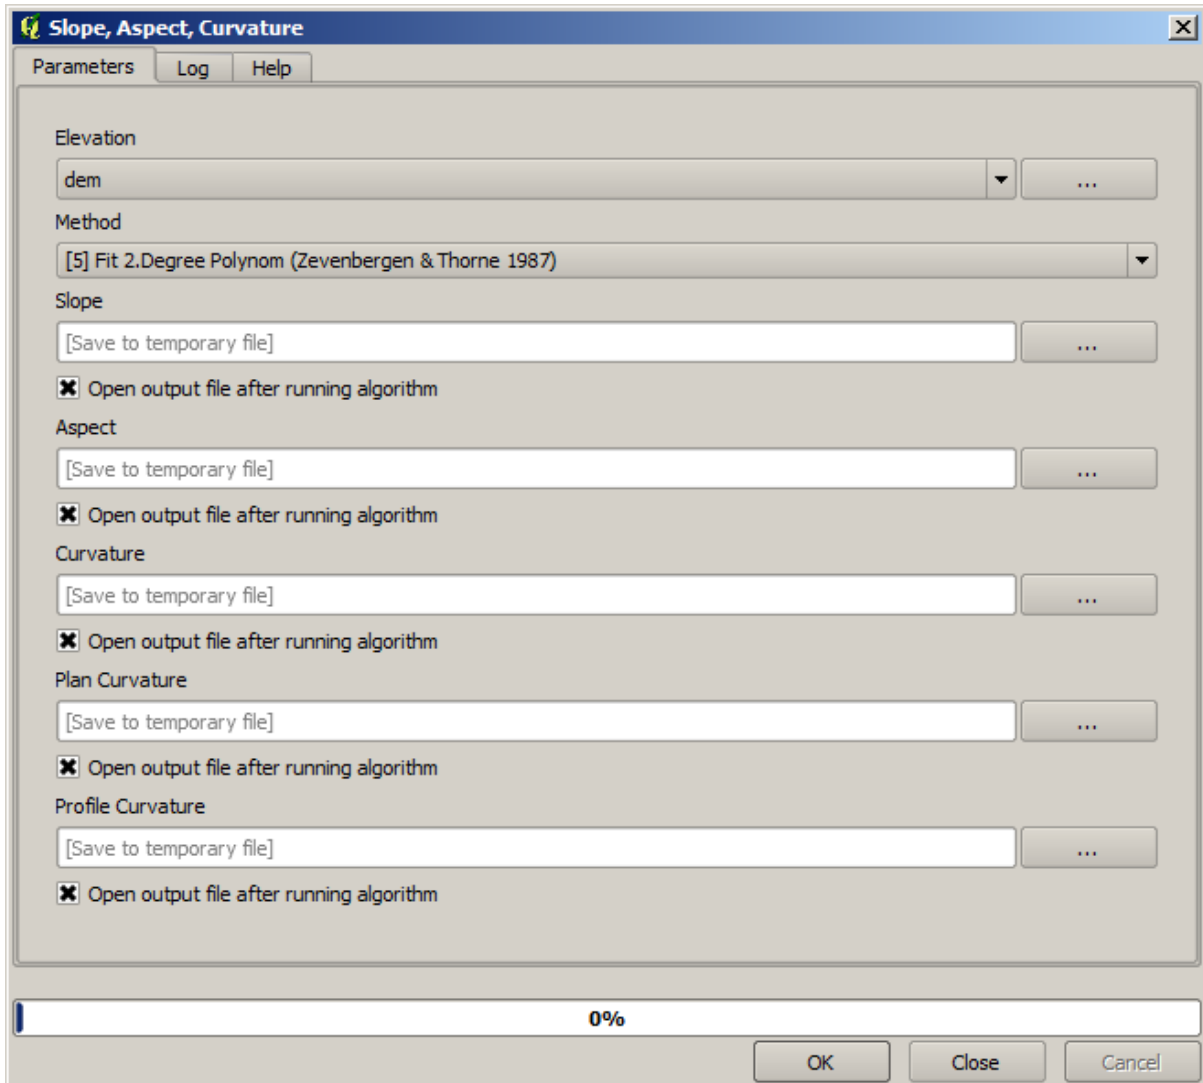 Slope, Aspect, Curvature
Parameters Log Help
Elevation
dem ...
Method
[5] Fit 2.Degree Polynom (Zevenbergen & Thorne 1987)
Slope
[Save to temporary file] ...
Open output file after running algorithm
Aspect
[Save to temporary file] ...
Open output file after running algorithm
Curvature
[Save to temporary file] ...
Open output file after running algorithm
Plan Curvature
[Save to temporary file] ...
Open output file after running algorithm
Profile Curvature
[Save to temporary file] ...
Open output file after running algorithm
0%
OK Close Cancel